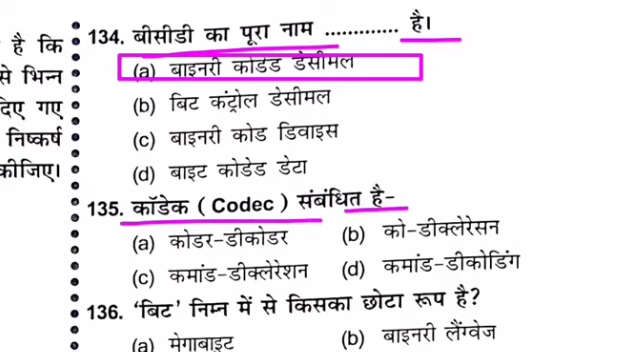 है कि
से भिन्न
दिए गए
निष्कर्ष
कीजिए।
134. बीसीडी का पूरा नाम ............. है।
(a) बाइनरी कोडेड डेसीमल
(b) बिट कंट्रोल डेसीमल
(c) बाइनरी कोड डिवाइस
(d) बाइट कोडेड डेटा
135. कॉडेक ( Codec ) संबंधित है-
(a) कोडर-डीकोडर (b) को-डीक्लेरेसन
(c) कमांड-डीक्लेरेशन (d) कमांड-डीकोडिंग
136. ‘बिट’ निम्न में से किसका छोटा रूप है?
(a) मेगाबाइट (b) बाइनरी लैंग्वेज